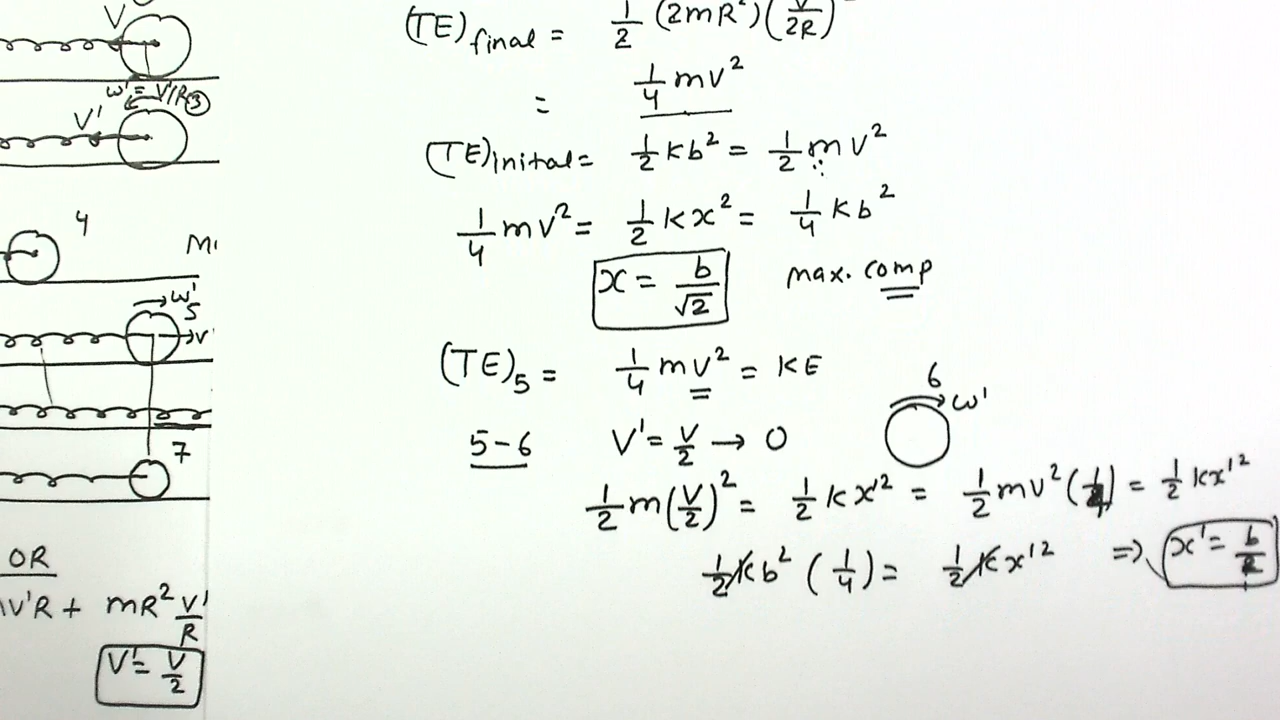 V
ω' = V'/R ③
V'
4
ω'
5
7
OR
V'R + mR² V'/R
V' = V/2
(TE)final = 1/2 (2mR²)(V/2R)
= 1/4 mv²
(TE)initial = 1/2 kb² = 1/2 mv²
1/4 mv² = 1/2 kx² = 1/4 kb²
x = b/√2 max. comp
(TE)5 = 1/4 mv² = KE
6
ω'
5-6 V' = V/2 → 0
1/2 m(V/2)² = 1/2 kx'² = 1/2 mv² (1/4) = 1/2 kx'²
1/2 kb² (1/4) = 1/2 kx'² ⇒ x' = b/2